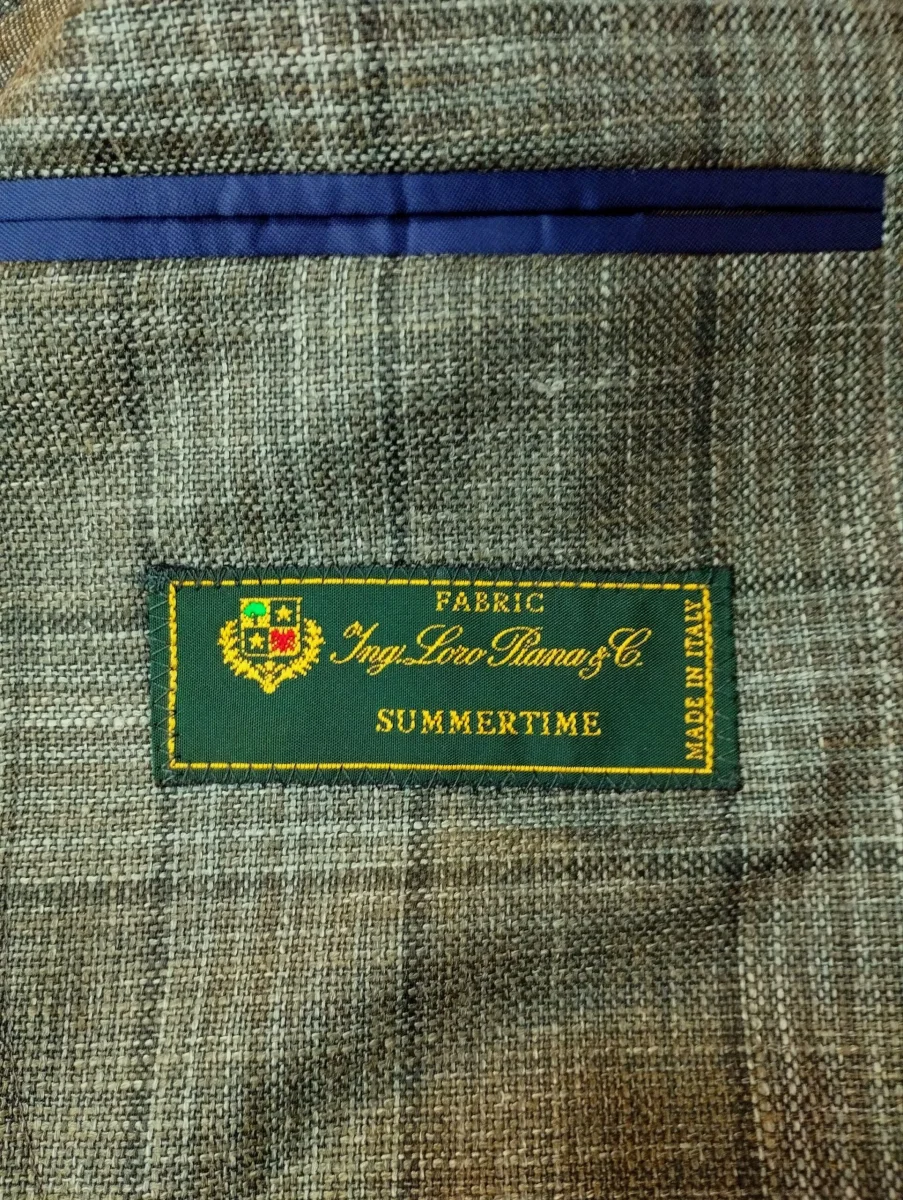 FABRIC
Ing. Loro Piana & C.
SUMMERTIME
MADE IN ITALY